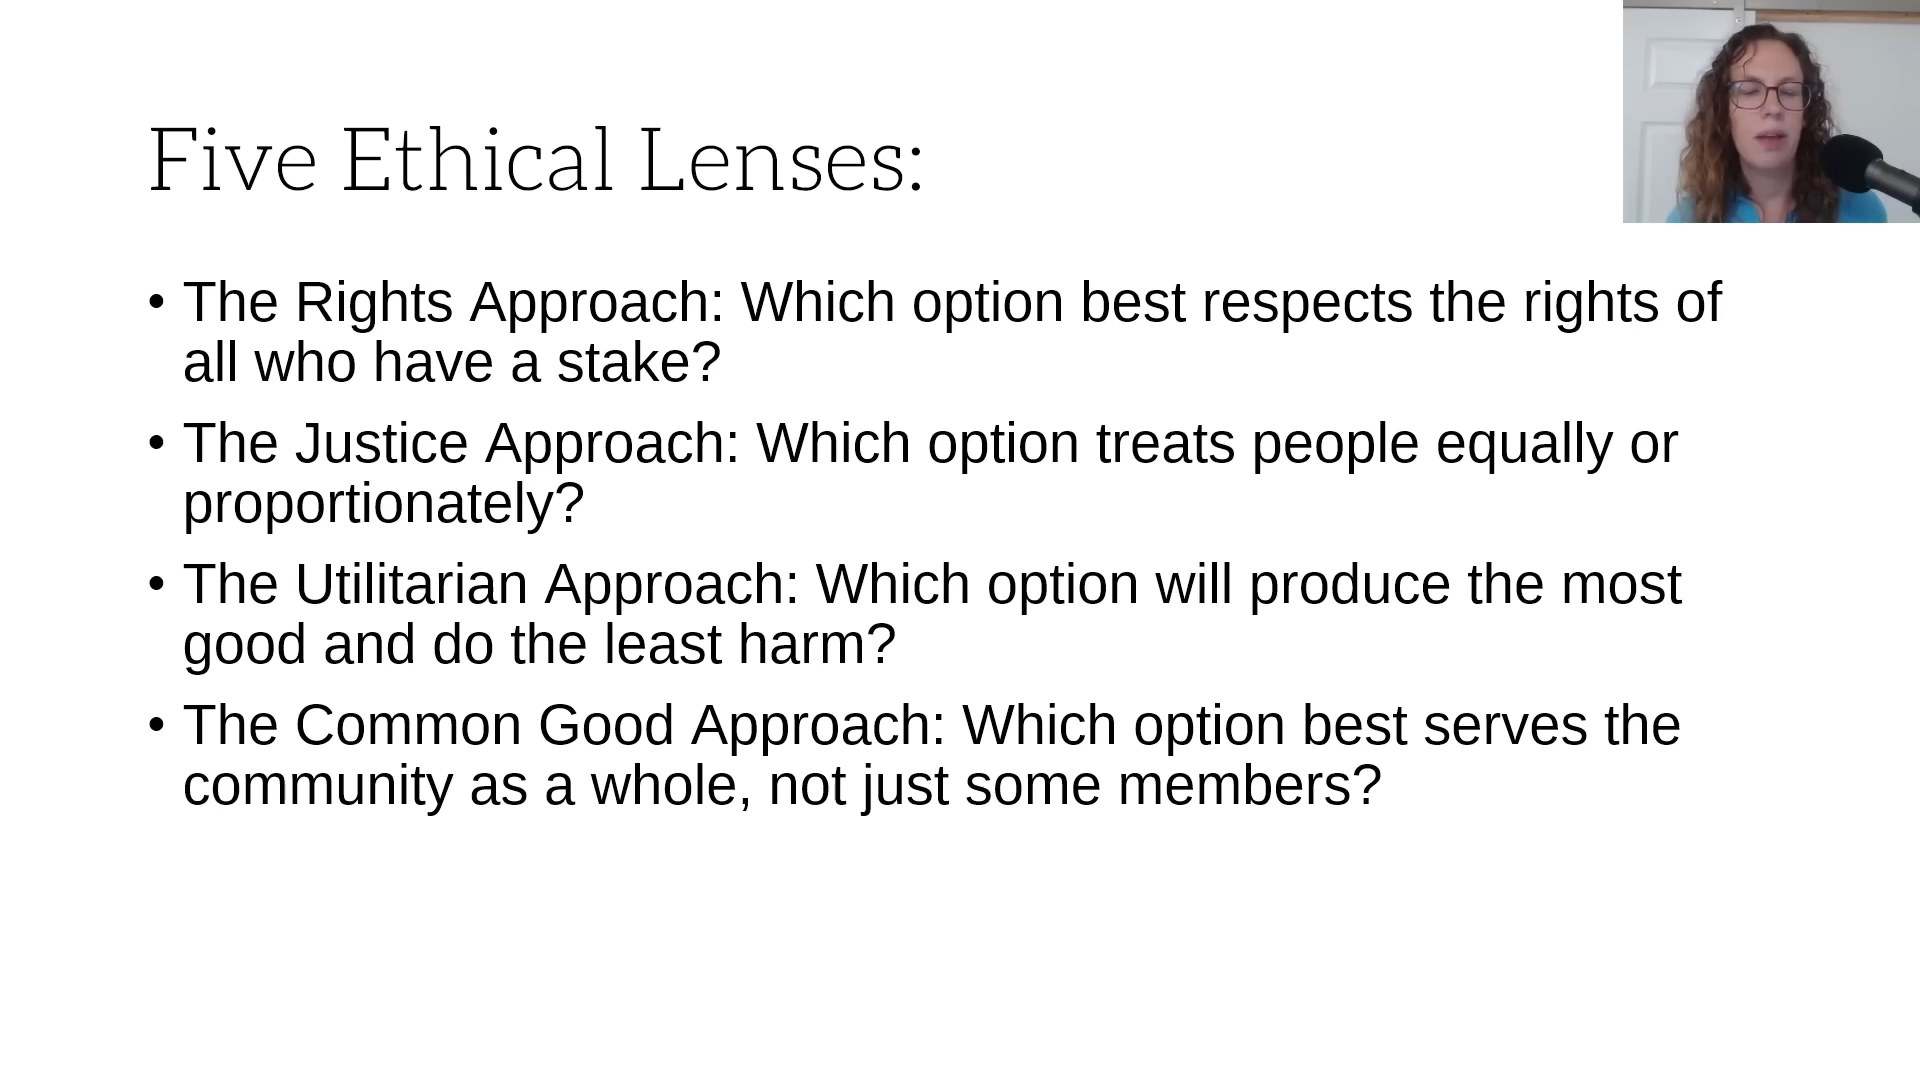 Five Ethical Lenses:
• The Rights Approach: Which option best respects the rights of
all who have a stake?
• The Justice Approach: Which option treats people equally or
proportionately?
• The Utilitarian Approach: Which option will produce the most
good and do the least harm?
• The Common Good Approach: Which option best serves the
community as a whole, not just some members?